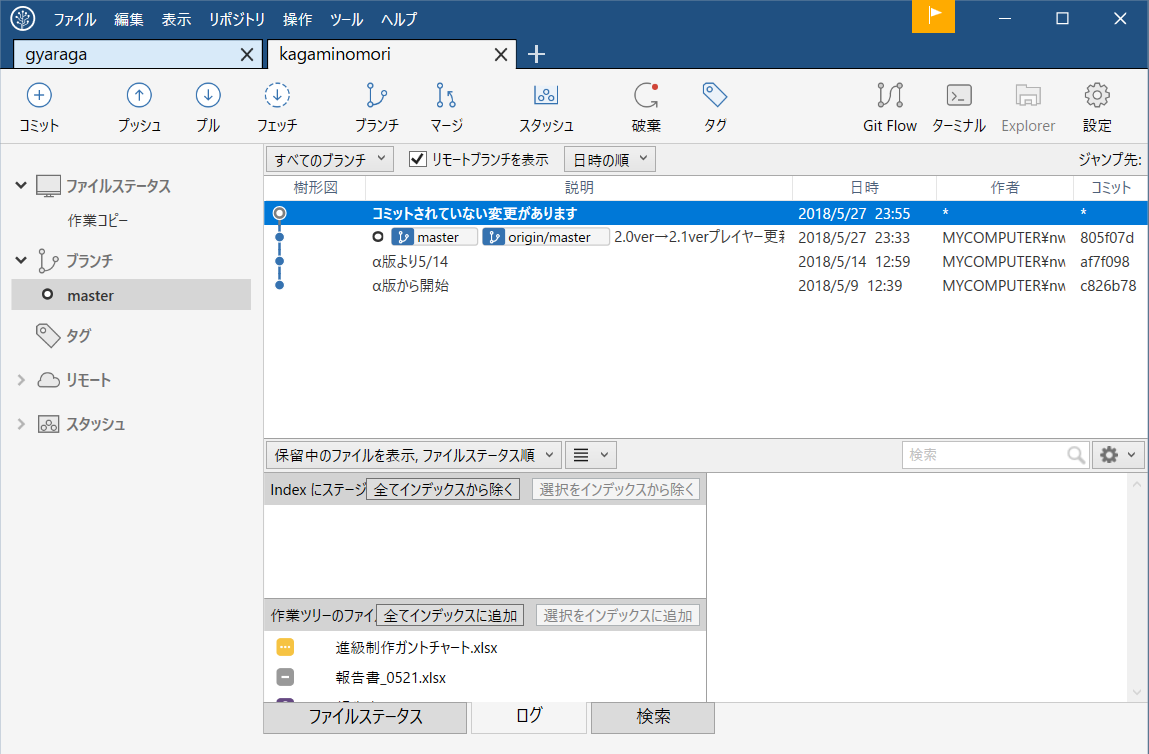 ファイル 編集 表示 リポジトリ 操作 ツール ヘルプ
gyaraga kagaminomori
コミット プッシュ プル フェッチ ブランチ マージ スタッシュ 破棄 タグ Git Flow ターミナル Explorer 設定
すべてのブランチ リモートブランチを表示 日時の順 ジャンプ先:
樹形図 説明 日時 作者 コミット
コミットされていない変更があります 2018/5/27 23:55 * *
master origin/master 2.0ver→2.1verプレイヤー更新 2018/5/27 23:33 MYCOMPUTER¥nw 805f07d
α版より5/14 2018/5/14 12:59 MYCOMPUTER¥nw af7f098
α版から開始 2018/5/9 12:39 MYCOMPUTER¥nw c826b78
ファイルステータス
作業コピー
ブランチ
master
タグ
リモート
スタッシュ
保留中のファイルを表示, ファイルステータス順 検索
Index にステージ 全てインデックスから除く 選択をインデックスから除く
作業ツリーのファイ 全てインデックスに追加 選択をインデックスに追加
進級制作ガントチャート.xlsx
報告書_0521.xlsx
ファイルステータス ログ 検索